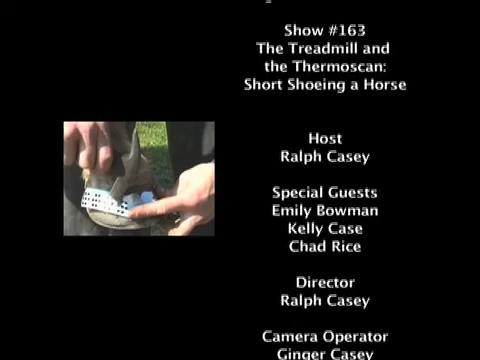 Show #163
The Treadmill and
the Thermoscan:
Short Shoeing a Horse
Host
Ralph Casey
Special Guests
Emily Bowman
Kelly Case
Chad Rice
Director
Ralph Casey
Camera Operator
Ginger Casey